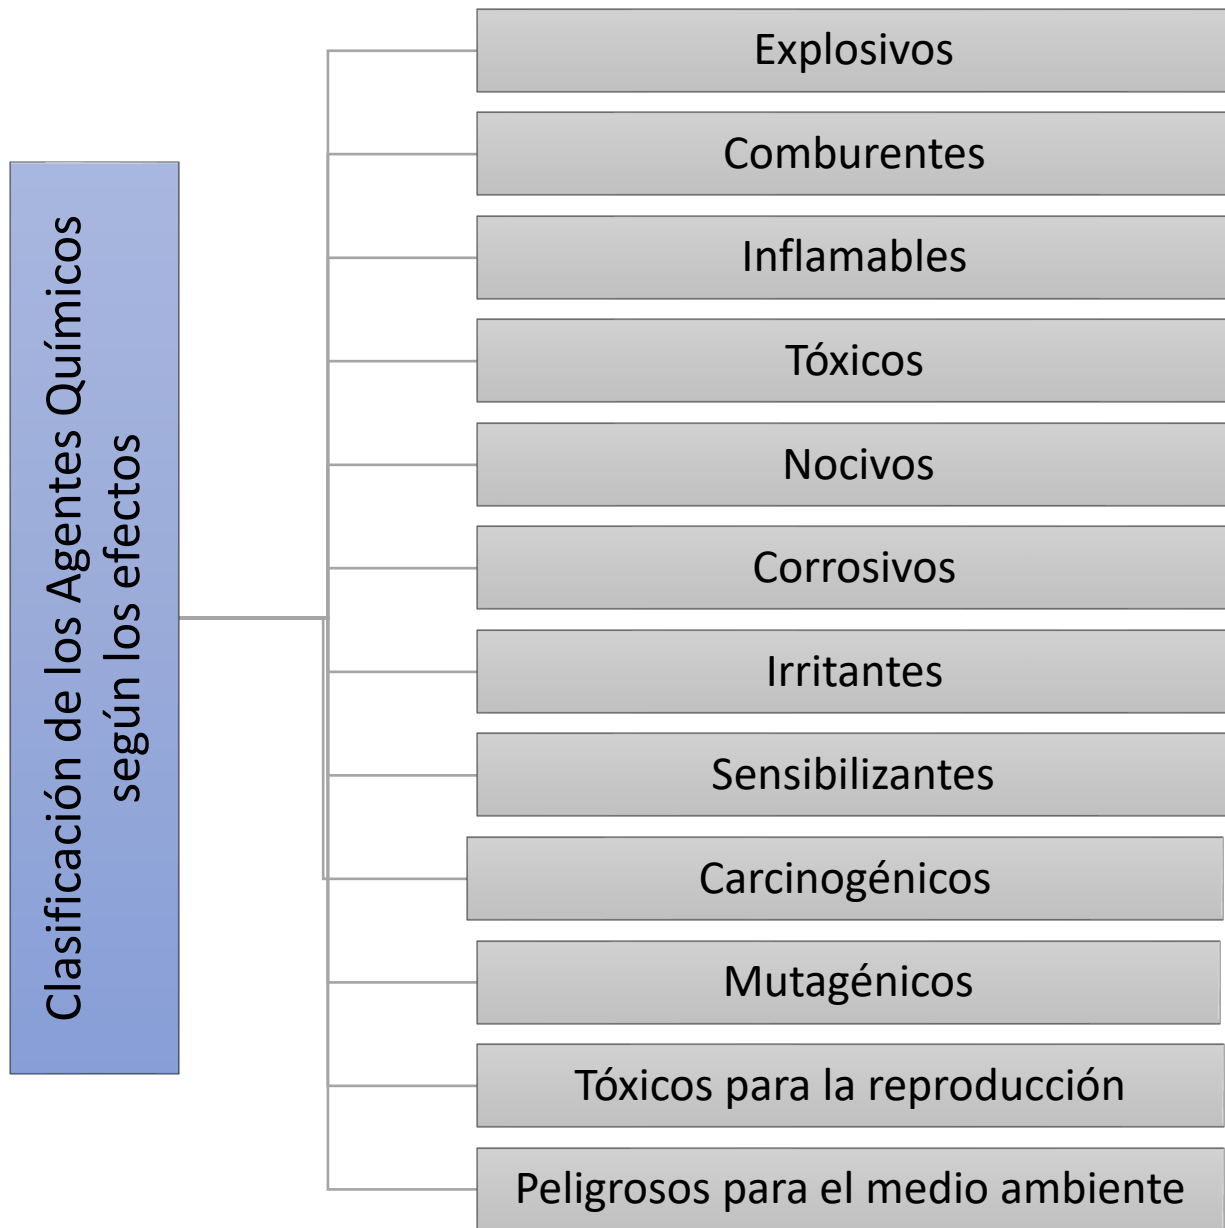 Clasificación de los Agentes Químicos
según los efectos
Explosivos
Comburentes
Inflamables
Tóxicos
Nocivos
Corrosivos
Irritantes
Sensibilizantes
Carcinogénicos
Mutagénicos
Tóxicos para la reproducción
Peligrosos para el medio ambiente